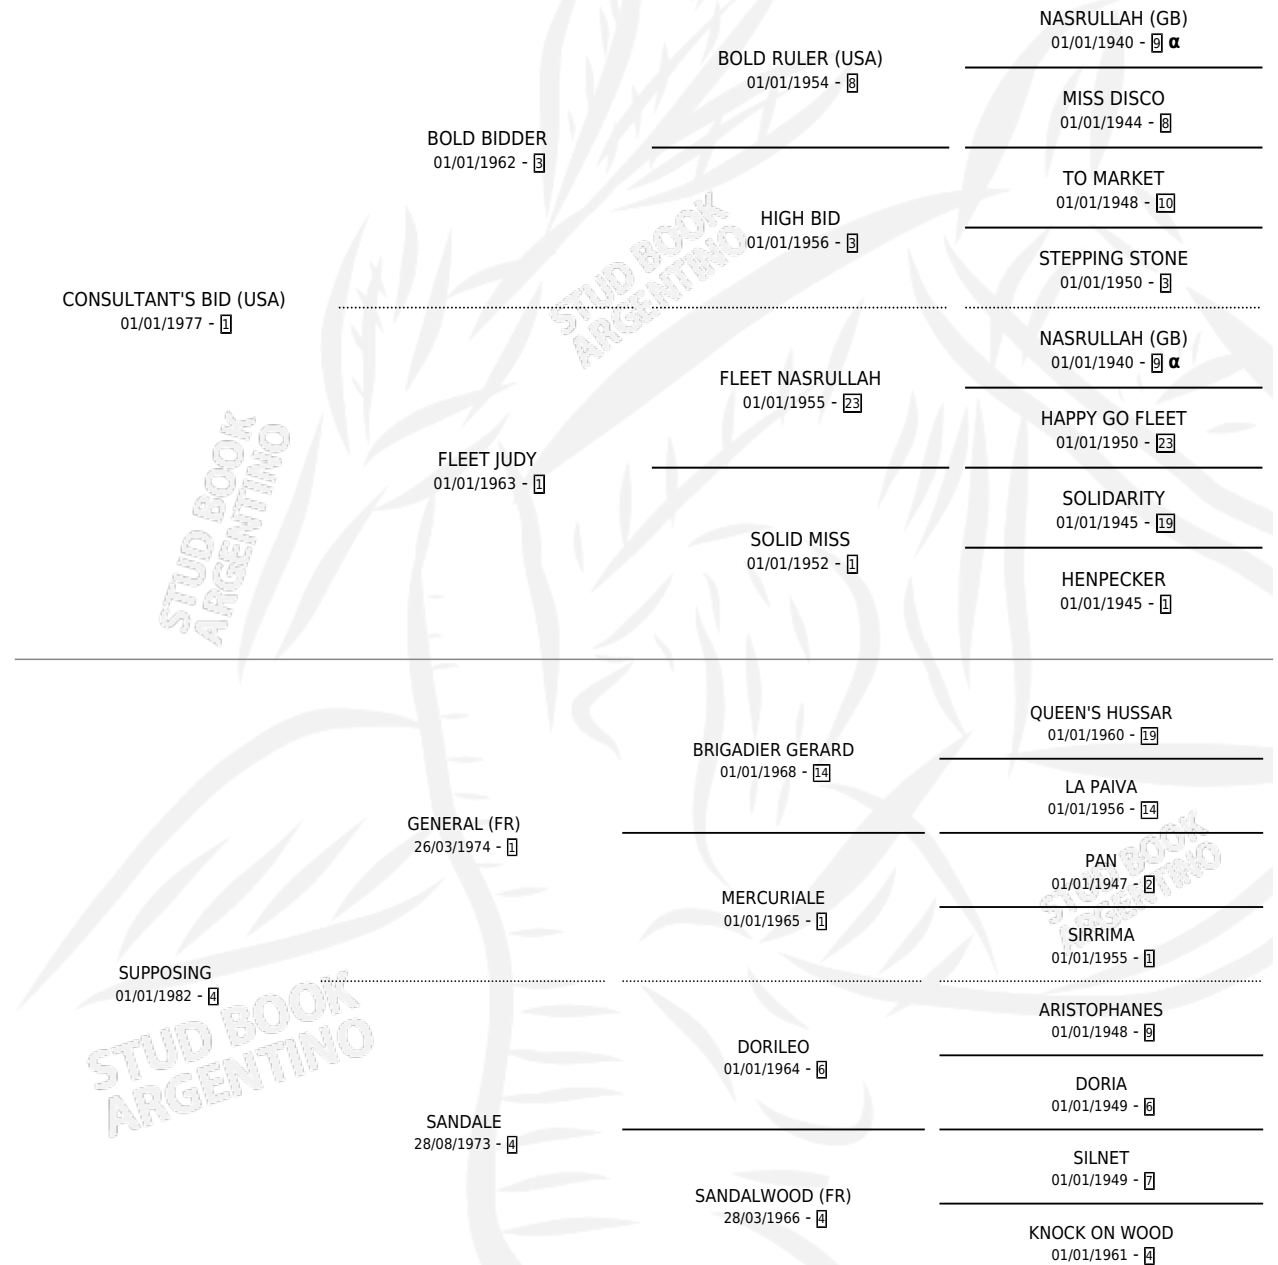 NASRULLAH (GB)
01/01/1940 - 9 α
BOLD RULER (USA)
01/01/1954 - 8
MISS DISCO
01/01/1944 - 8
BOLD BIDDER
01/01/1962 - 3
TO MARKET
01/01/1948 - 10
HIGH BID
01/01/1956 - 3
STEPPING STONE
01/01/1950 - 3
CONSULTANT'S BID (USA)
01/01/1977 - 1
NASRULLAH (GB)
01/01/1940 - 9 α
FLEET NASRULLAH
01/01/1955 - 23
HAPPY GO FLEET
01/01/1950 - 23
FLEET JUDY
01/01/1963 - 1
SOLIDARITY
01/01/1945 - 19
SOLID MISS
01/01/1952 - 1
HENPECKER
01/01/1945 - 1
QUEEN'S HUSSAR
01/01/1960 - 19
BRIGADIER GERARD
01/01/1968 - 14
LA PAIVA
01/01/1956 - 14
GENERAL (FR)
26/03/1974 - 1
PAN
01/01/1947 - 2
MERCURIALE
01/01/1965 - 1
SIRRIMA
01/01/1955 - 1
SUPPOSING
01/01/1982 - 4
ARISTOPHANES
01/01/1948 - 9
DORILEO
01/01/1964 - 6
DORIA
01/01/1949 - 6
SANDALE
28/08/1973 - 4
SILNET
01/01/1949 - 7
SANDALWOOD (FR)
28/03/1966 - 4
KNOCK ON WOOD
01/01/1961 - 4
STUD BOOK
ARGENTINO
STUD BOOK
ARGENTINO
STUD BOOK
ARGENTINO
STUD BOOK
ARGENTINO